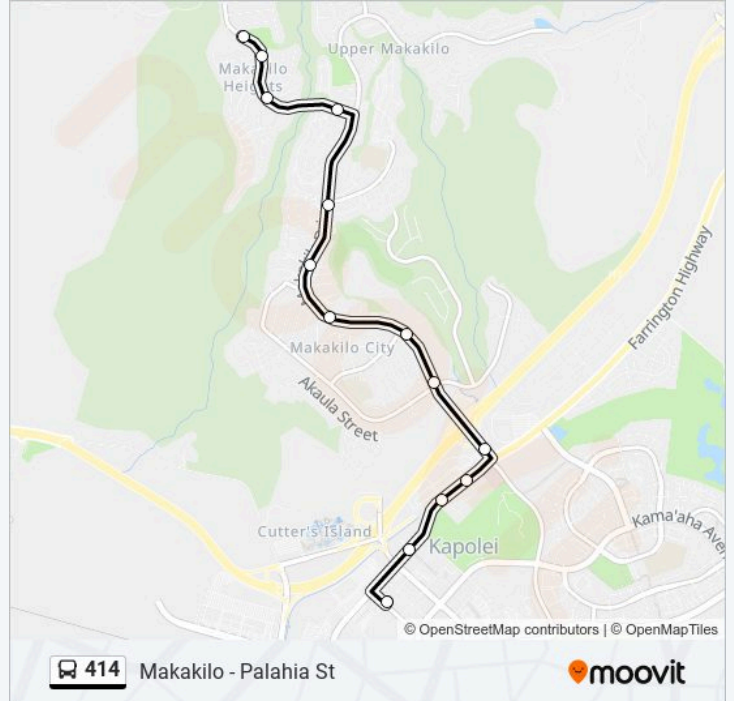 Upper Makakilo
Makakilo
Heights
Farrington Highway
Makakilo City
Akaula Street
Cutter's Island
Kapolei
Kama'aha Aven
© OpenStreetMap contributors | © OpenMapTiles
414 Makakilo - Palahia St
moovit